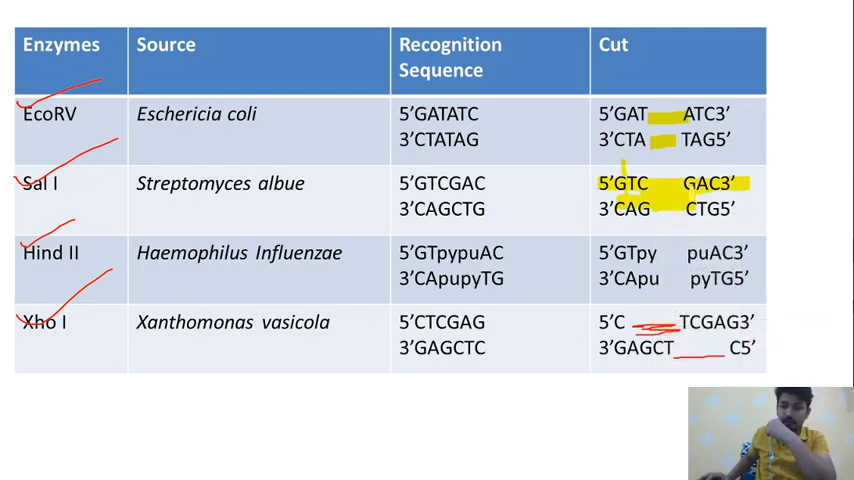 Enzymes Source Recognition Sequence Cut
EcoRV Eschericia coli 5’GATATC 5’GAT ATC3’
3’CTATAG 3’CTA TAG5’
Sal I Streptomyces albue 5’GTCGAC 5’GTC GAC3’
3’CAGCTG 3’CAG CTG5’
Hind II Haemophilus Influenzae 5’GTpypuAC 5’GTpy puAC3’
3’CApupyTG 3’CApu pyTG5’
Xho I Xanthomonas vasicola 5’CTCGAG 5’C TCGAG3’
3’GAGCTC 3’GAGCT C5’